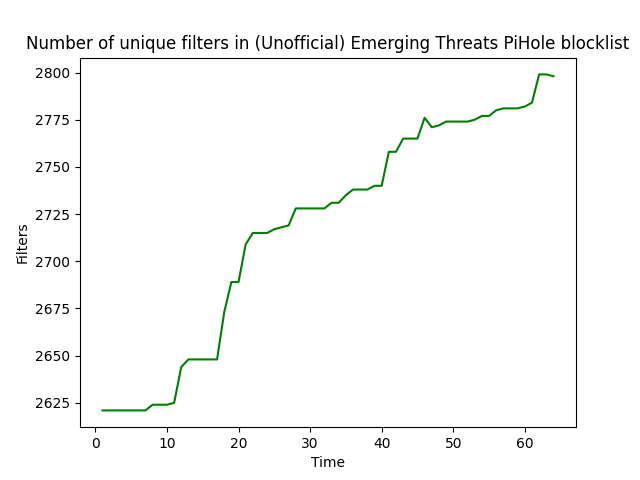 Number of unique filters in (Unofficial) Emerging Threats PiHole blocklist
2800
2775
2750
2725
2700
2675
2650
2625
Filters
0 10 20 30 40 50 60
Time